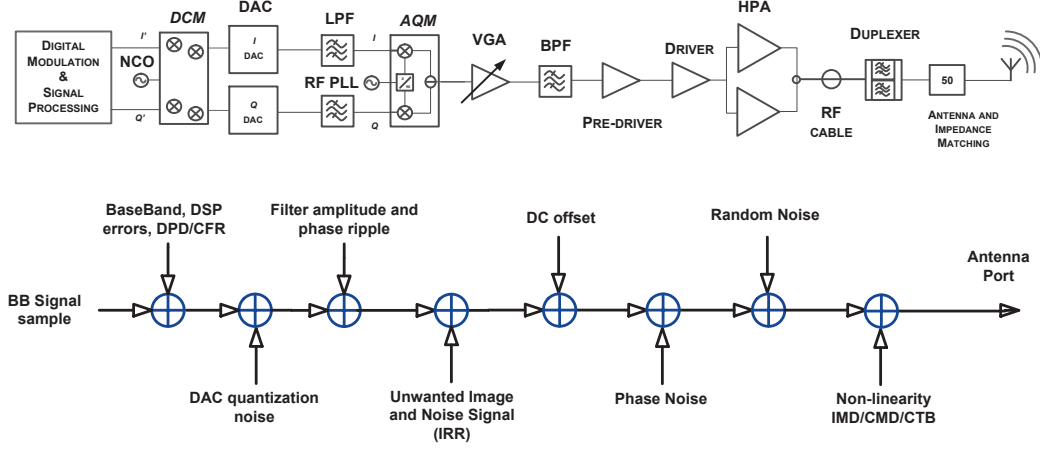 DCM
DAC
LPF
AQM
HPA
DIGITAL
MODULATION
&
SIGNAL
PROCESSING
I'
NCO
Q'
I
DAC
Q
DAC
I
RF PLL
Q
VGA
BPF
PRE-DRIVER
DRIVER
RF
CABLE
DUPLEXER
50
ANTENNA AND
IMPEDANCE
MATCHING
BaseBand, DSP
errors, DPD/CFR
Filter amplitude and
phase ripple
DC offset
Random Noise
Antenna
Port
BB Signal
sample
DAC quantization
noise
Unwanted Image
and Noise Signal
(IRR)
Phase Noise
Non-linearity
IMD/CMD/CTB